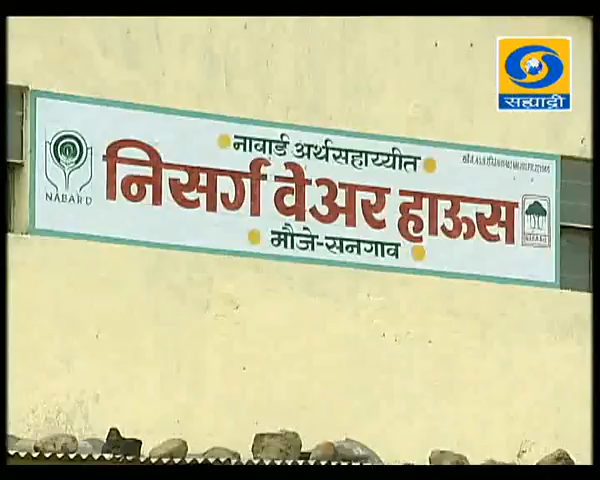 सह्याद्री
नाबार्ड अर्थसहाय्यीत
निसर्ग वेअर हाऊस
NABARD
मौजे-सनगाव